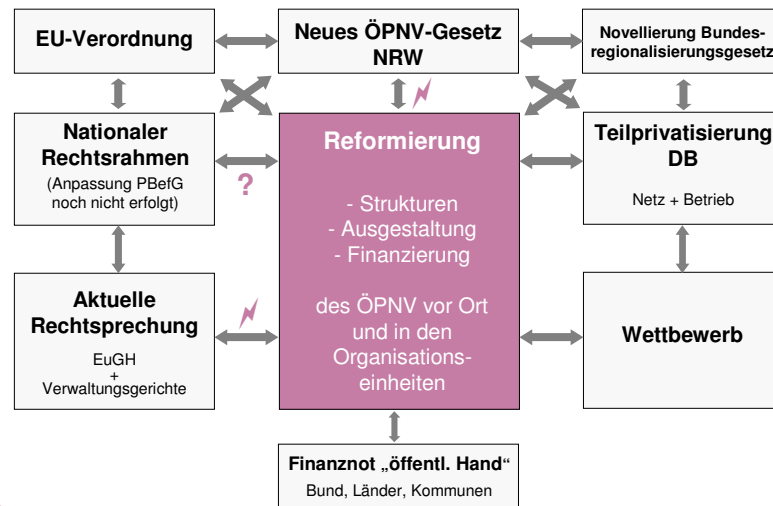 EU-Verordnung
Neues ÖPNV-Gesetz
NRW
Novellierung Bundes-
regionalisierungsgesetz
Nationaler
Rechtsrahmen
(Anpassung PBefG
noch nicht erfolgt)
?
Reformierung
- Strukturen
- Ausgestaltung
- Finanzierung
des ÖPNV vor Ort
und in den
Organisations-
einheiten
Teilprivatisierung
DB
Netz + Betrieb
Aktuelle
Rechtsprechung
EuGH
+
Verwaltungsgerichte
Wettbewerb
Finanznot „öffentl. Hand“
Bund, Länder, Kommunen